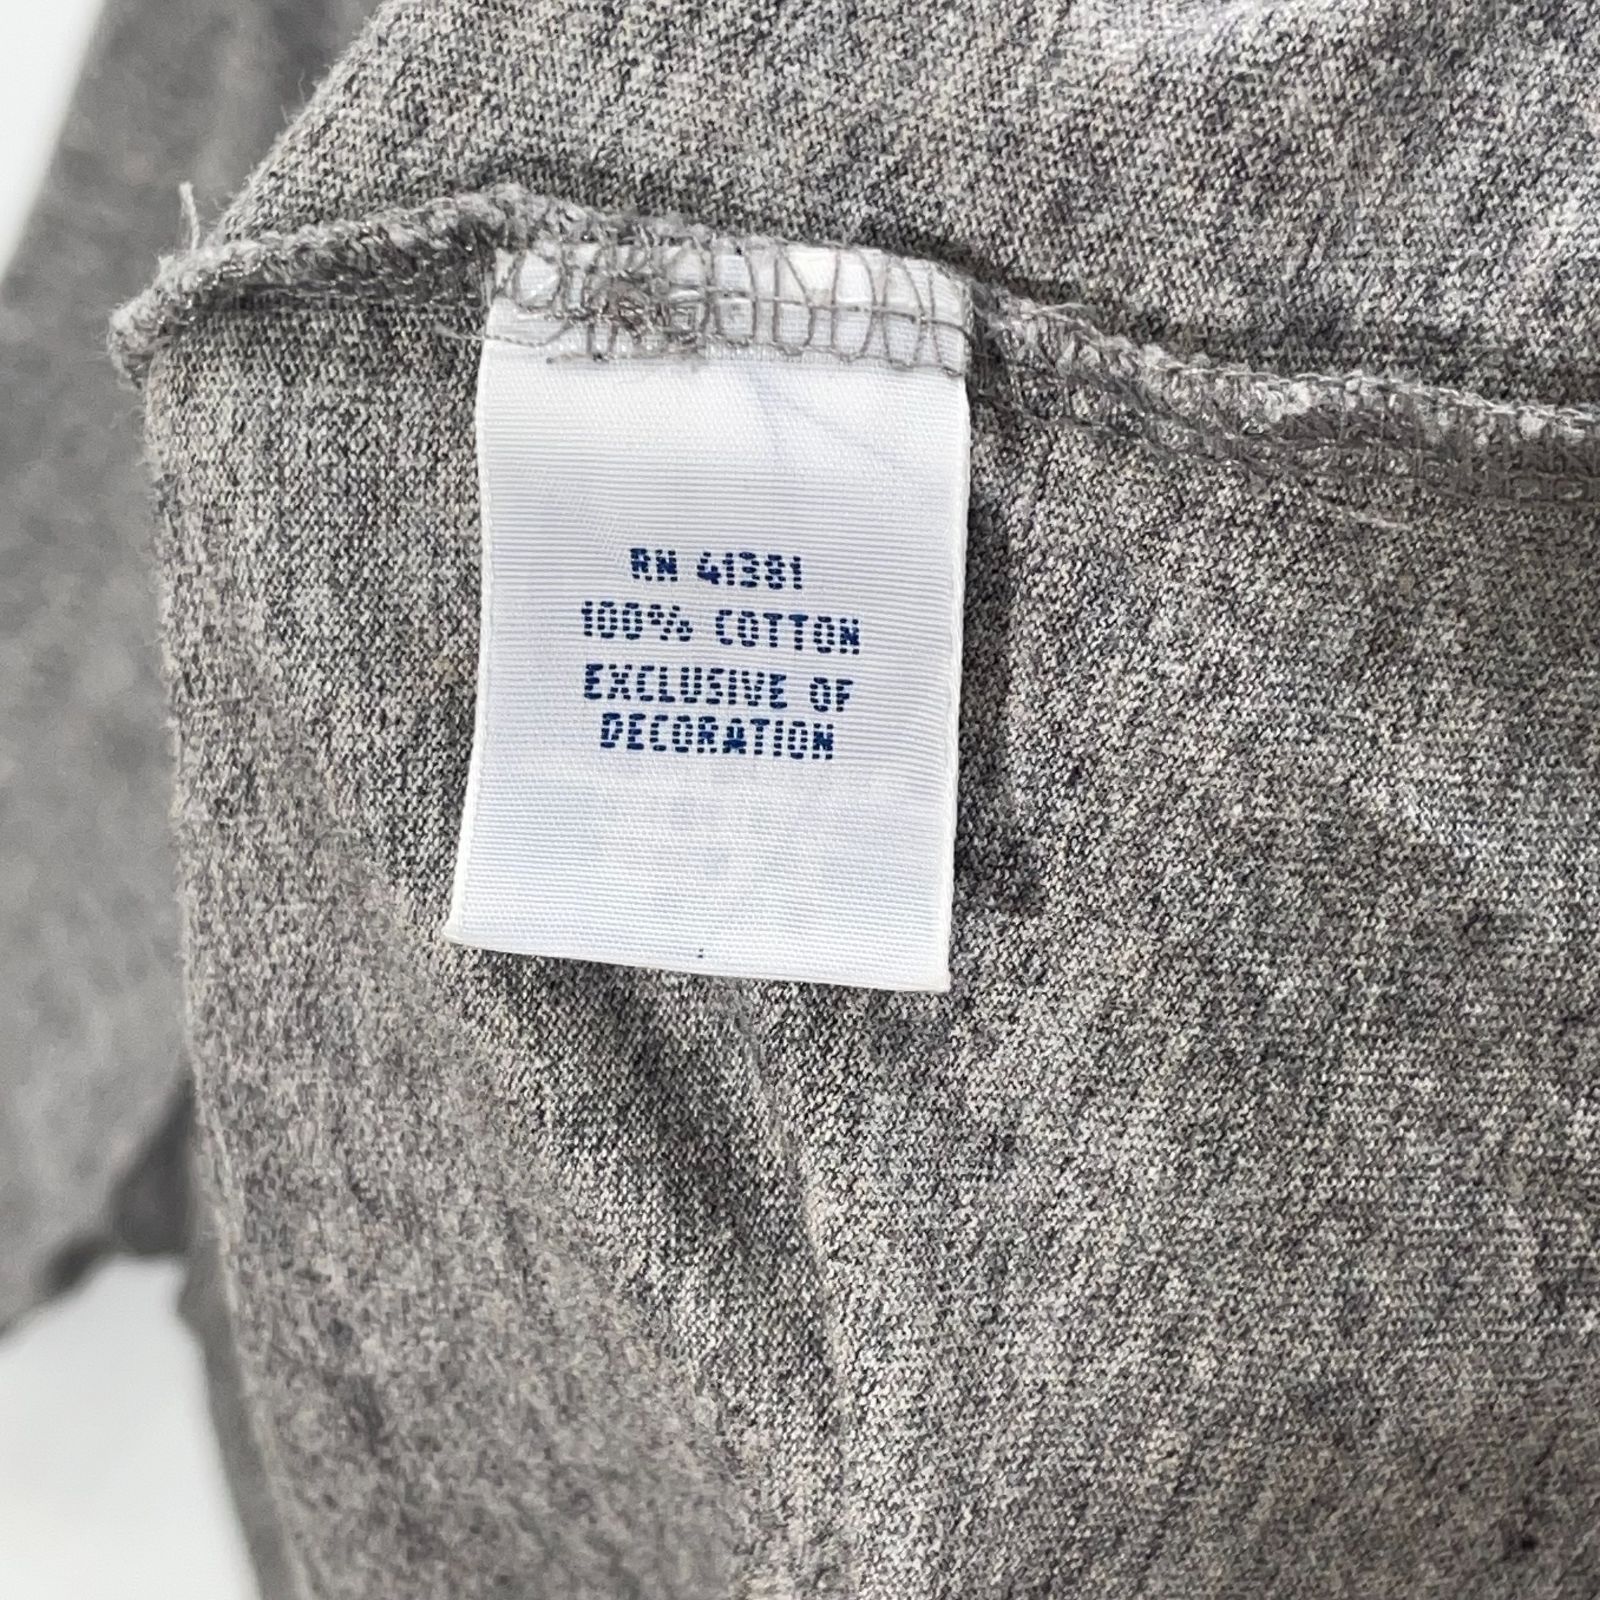 RN 41381
100% COTTON
EXCLUSIVE OF
DECORATION